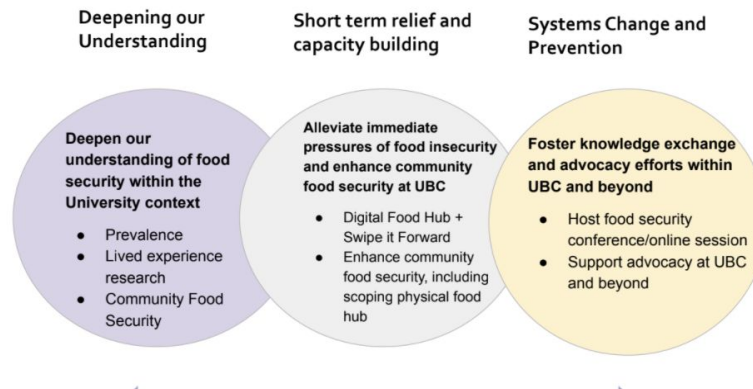 Deepening our
Understanding
Short term relief and
capacity building
Systems Change and
Prevention
Deepen our
understanding of food
security within the
University context
● Prevalence
● Lived experience
research
● Community Food
Security
Alleviate immediate
pressures of food insecurity
and enhance community
food security at UBC
● Digital Food Hub +
Swipe it Forward
● Enhance community
food security, including
scoping physical food
hub
Foster knowledge exchange
and advocacy efforts within
UBC and beyond
● Host food security
conference/online session
● Support advocacy at UBC
and beyond